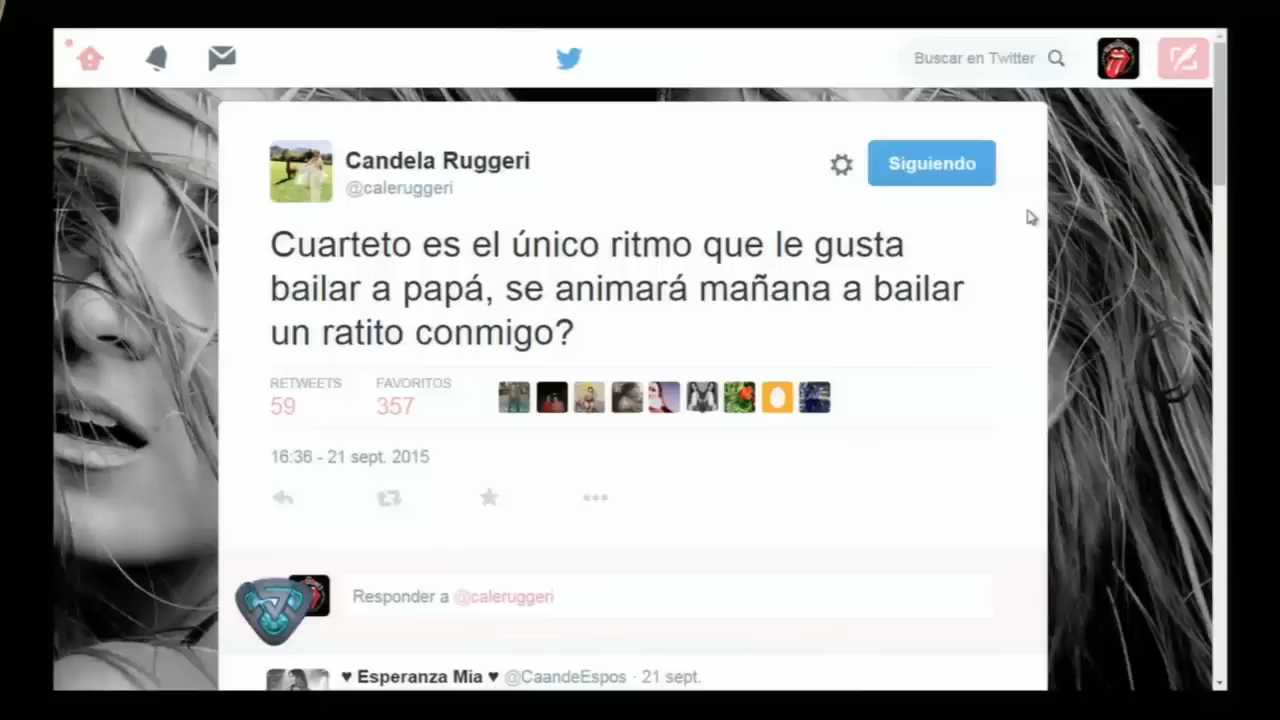 Buscar en Twitter
Candela Ruggeri
@caleruggeri
Siguiendo
Cuarteto es el único ritmo que le gusta
bailar a papá, se animará mañana a bailar
un ratito conmigo?
RETWEETS
59
FAVORITOS
357
16:36 - 21 sept. 2015
Responder a @caleruggeri
♥ Esperanza Mia ♥ @CaandeEspos · 21 sept.